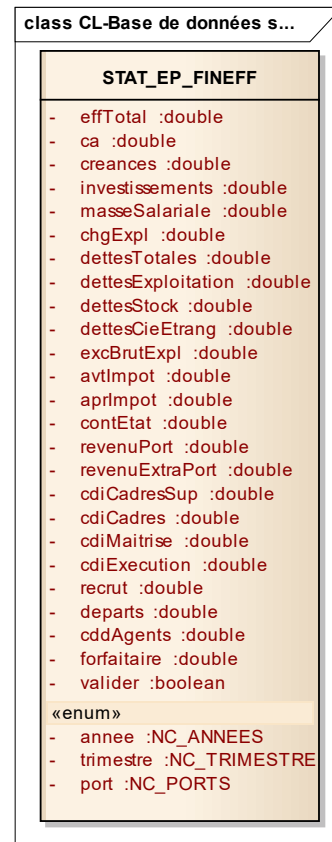 class CL-Base de données s...
STAT_EP_FINEFF
- effTotal :double
- ca :double
- creances :double
- investissements :double
- masseSalariale :double
- chgExpl :double
- dettesTotales :double
- dettesExploitation :double
- dettesStock :double
- dettesCieEtrang :double
- excBrutExpl :double
- avtImpot :double
- aprImpot :double
- contEtat :double
- revenuPort :double
- revenuExtraPort :double
- cdiCadresSup :double
- cdiCadres :double
- cdiMaitrise :double
- cdiExecution :double
- recrut :double
- departs :double
- cddAgents :double
- forfaitaire :double
- valider :boolean
«enum»
- annee :NC_ANNEES
- trimestre :NC_TRIMESTRE
- port :NC_PORTS